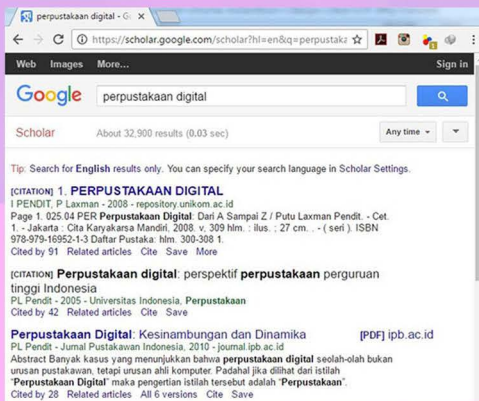 perpustakaan digital - Go
https://scholar.google.com/scholar?hl=en&q=perpustaka
Web Images More... Sign in
Google perpustakaan digital
Scholar About 32,900 results (0.03 sec) Any time
Tip: Search for English results only. You can specify your search language in Scholar Settings.
[CITATION] 1. PERPUSTAKAAN DIGITAL
I PENDIT, P Laxman - 2008 - repository.unikom.ac.id
Page 1. 025.04 PER Perpustakaan Digital: Dari A Sampai Z / Putu Laxman Pendit. - Cet.
1. - Jakarta : Cita Karyakarsa Mandiri, 2008. v, 309 hlm. : ilus. ; 27 cm. . - ( seri ). ISBN
978-979-16952-1-3 Daftar Pustaka: hlm. 300-308 1.
Cited by 91 Related articles Cite Save More
[CITATION] Perpustakaan digital: perspektif perpustakaan perguruan
tinggi Indonesia
PL Pendit - 2005 - Universitas Indonesia, Perpustakaan
Cited by 42 Related articles Cite Save
Perpustakaan Digital: Kesinambungan dan Dinamika [PDF] ipb.ac.id
PL Pendit - Jurnal Pustakawan Indonesia, 2010 - journal.ipb.ac.id
Abstract Banyak kasus yang menunjukkan bahwa perpustakaan digital seolah-olah bukan
urusan pustakawan, tetapi urusan ahli komputer. Padahal jika dilihat dari istilah
"Perpustakaan Digital" maka pengertian istilah tersebut adalah "Perpustakaan".
Cited by 28 Related articles All 6 versions Cite Save